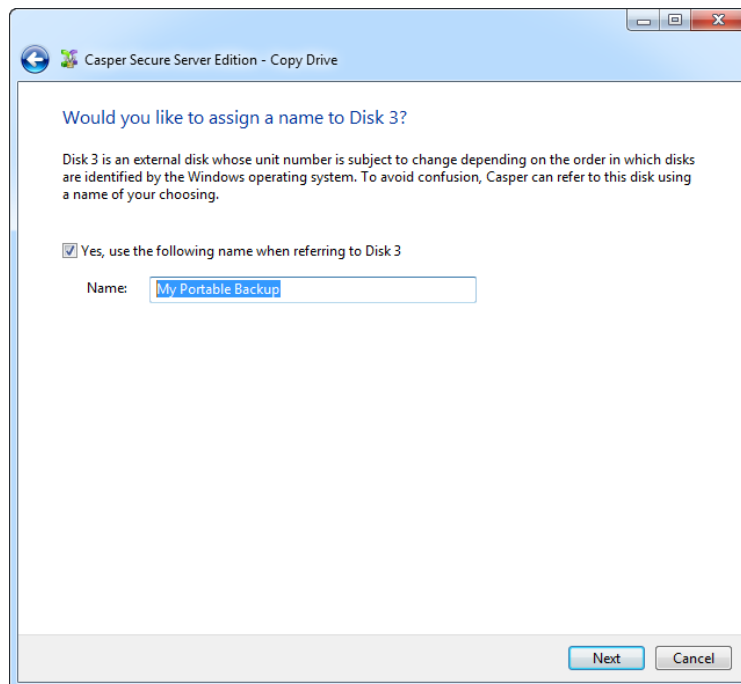 Casper Secure Server Edition - Copy Drive
Would you like to assign a name to Disk 3?
Disk 3 is an external disk whose unit number is subject to change depending on the order in which disks
are identified by the Windows operating system. To avoid confusion, Casper can refer to this disk using
a name of your choosing.
Yes, use the following name when referring to Disk 3
Name: My Portable Backup
Next Cancel